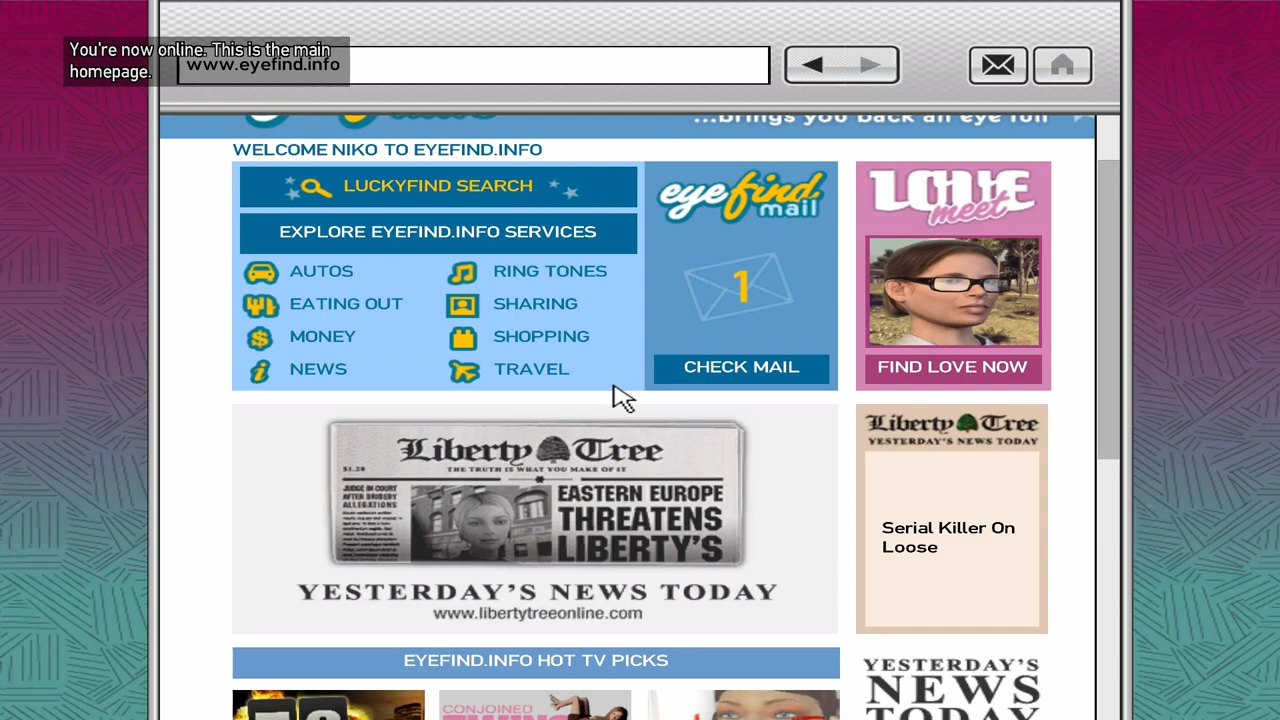 You're now online. This is the main
homepage.
www.eyefind.info
...brings you back an eye full
WELCOME NIKO TO EYEFIND.INFO
LUCKYFIND SEARCH
EXPLORE EYEFIND.INFO SERVICES
AUTOS
RING TONES
EATING OUT
SHARING
MONEY
SHOPPING
NEWS
TRAVEL
eyefind
mail
1
CHECK MAIL
LOVE
meet
FIND LOVE NOW
Liberty Tree
THE TRUTH IS WHAT YOU MAKE OF IT
$1.20
JUDGE IN COURT
AFTER BRIBERY
ALLEGATIONS
EASTERN EUROPE
THREATENS
LIBERTY'S
YESTERDAY'S NEWS TODAY
www.libertytreeonline.com
Liberty Tree
YESTERDAY'S NEWS TODAY
Serial Killer On
Loose
EYEFIND.INFO HOT TV PICKS
CONJOINED
YESTERDAY'S
NEWS
TODAY